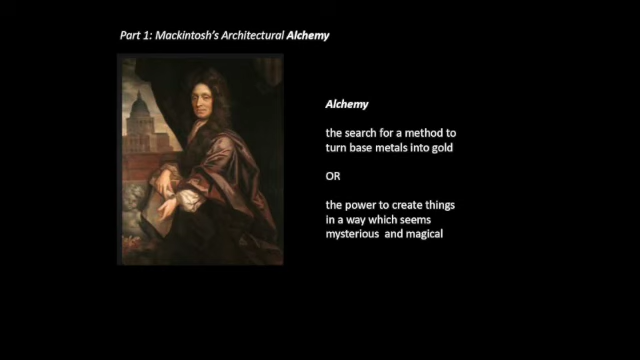 Part 1: Mackintosh's Architectural Alchemy
Alchemy
the search for a method to
turn base metals into gold
OR
the power to create things
in a way which seems
mysterious and magical